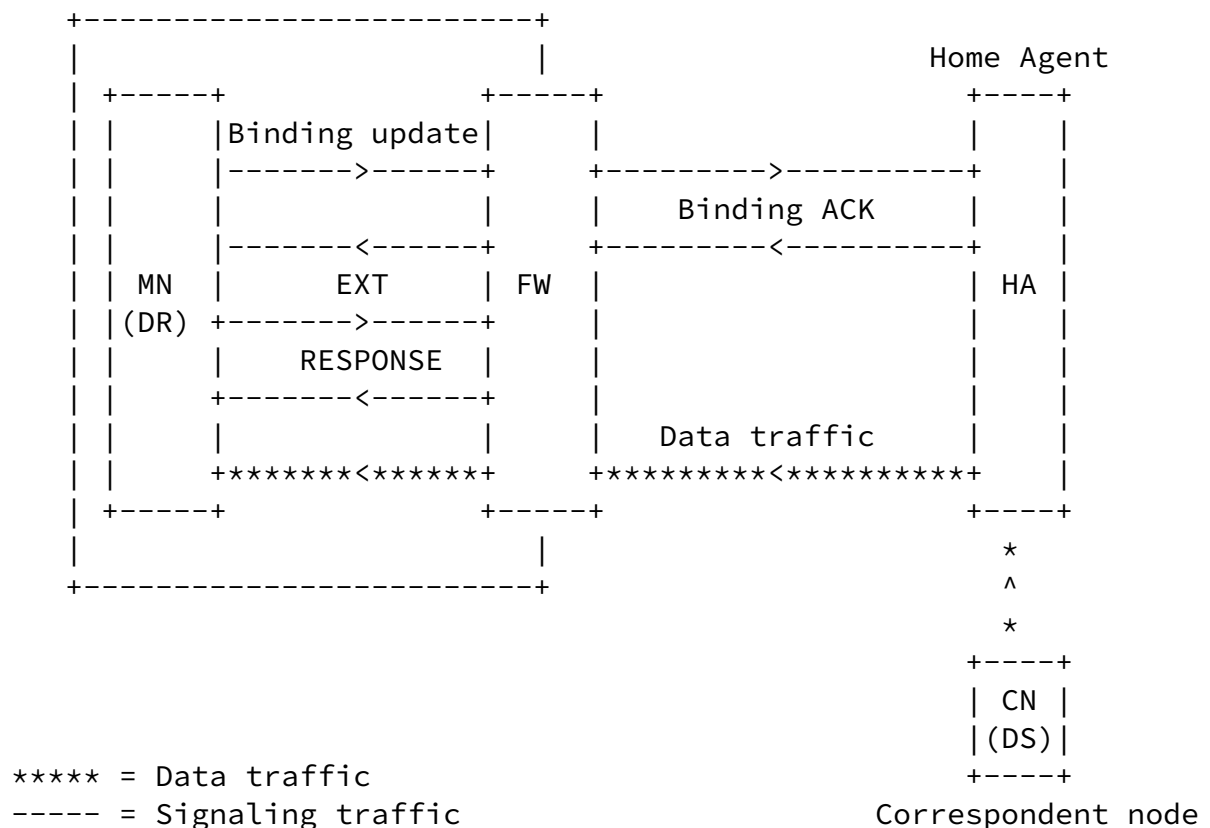 Home Agent
Binding update
Binding ACK
MN EXT FW HA
(DR)
RESPONSE
Data traffic
CN
(DS)
***** = Data traffic
----- = Signaling traffic Correspondent node